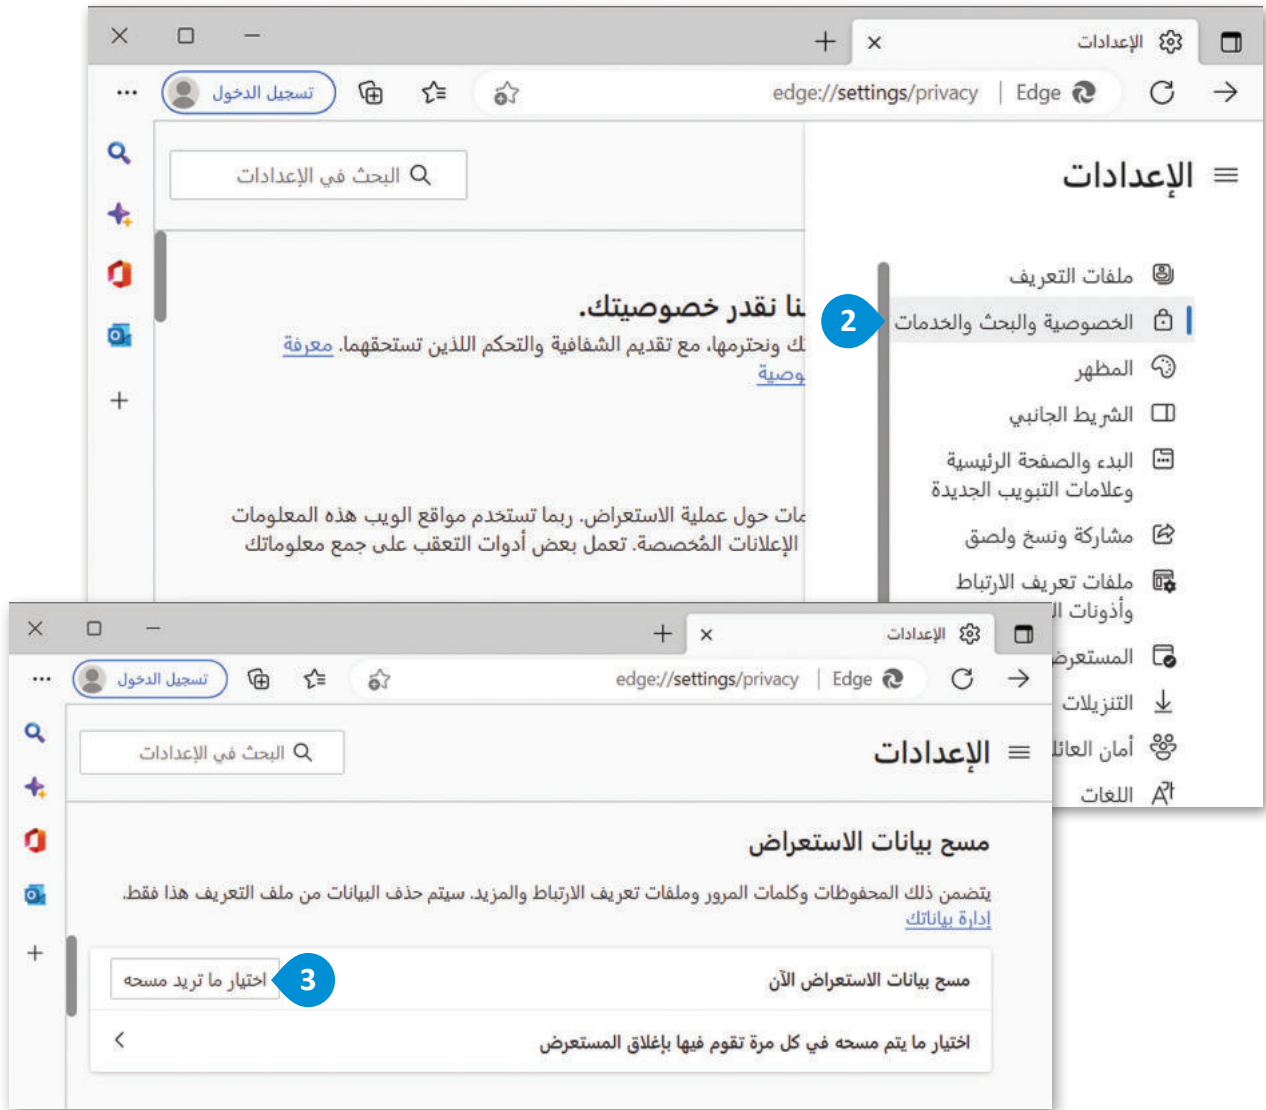 الإعدادات
edge://settings/privacy | Edge
تسجيل الدخول
الإعدادات
البحث في الإعدادات
ملفات التعريف
الخصوصية والبحث والخدمات
2
المظهر
الشريط الجانبي
البدء والصفحة الرئيسية
وعلامات التبويب الجديدة
مشاركة ونسخ ولصق
ملفات تعريف الارتباط
وأذونات
التنزيلات
اللغات
نقدر خصوصيتك.
ونحترمها، مع تقديم الشفافية والتحكم اللذين تستحقهما. معرفة
حول عملية الاستعراض. ربما تستخدم مواقع الويب هذه المعلومات
الإعلانات المُخصصة. تعمل بعض أدوات التعقب على جمع معلوماتك
الإعدادات
edge://settings/privacy | Edge
تسجيل الدخول
الإعدادات
البحث في الإعدادات
مسح بيانات الاستعراض
يتضمن ذلك المحفوظات وكلمات المرور وملفات تعريف الارتباط والمزيد. سيتم حذف البيانات من ملف التعريف هذا فقط.
إدارة بياناتك
مسح بيانات الاستعراض الآن
اختيار ما تريد مسحه
3
اختيار ما يتم مسحه في كل مرة تقوم فيها بإغلاق المستعرض